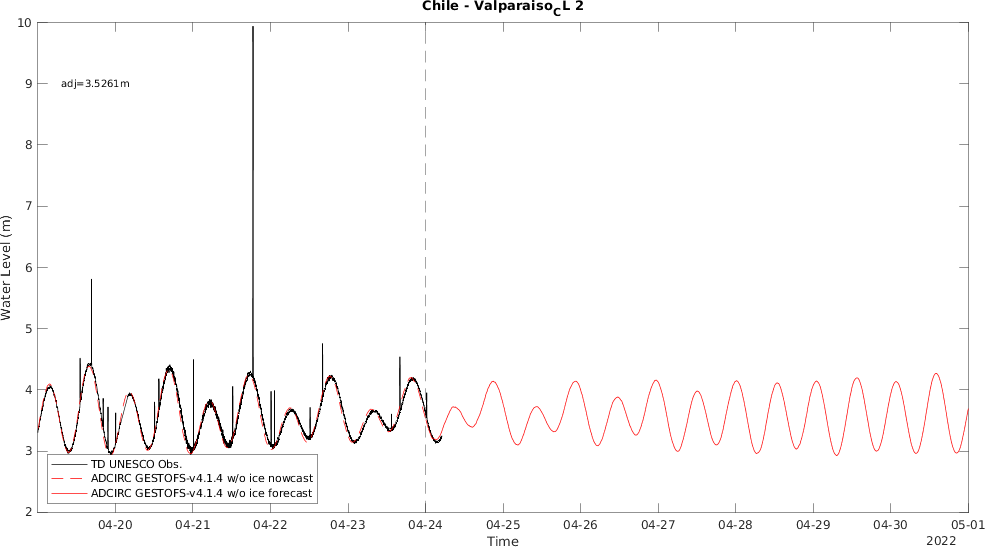 Chile - Valparaiso_CL 2
adj=3.5261m
10
9
8
7
6
5
4
3
2
Water Level (m)
TD UNESCO Obs.
ADCIRC GESTOFS-v4.1.4 w/o ice nowcast
ADCIRC GESTOFS-v4.1.4 w/o ice forecast
04-20 04-21 04-22 04-23 04-24 04-25 04-26 04-27 04-28 04-29 04-30 05-01
Time
2022